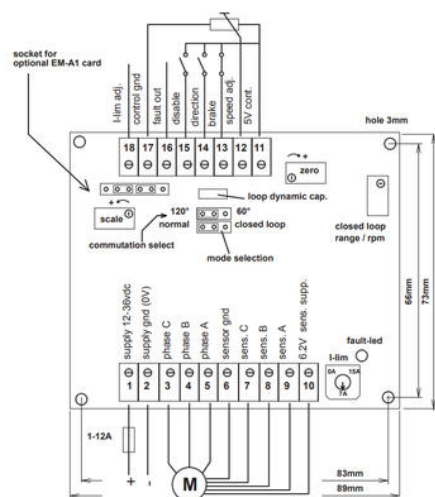 socket for
optional EM-A1 card
I-lim adj.
control gnd
fault out
disable
direction
brake
speed adj.
5V cont.
hole 3mm
18 17 16 15 14 13 12 11
+
zero
+
scale
loop dynamic cap.
120° 60°
normal closed loop
commutation select
mode selection
closed loop
range / rpm
66mm
73mm
supply 12-36vdc
supply gnd (0V)
phase C
phase B
phase A
sensor gnd
sens. C
sens. B
sens. A
6.2V sens. supp.
fault-led
I-lim
0A 15A
7A
1 2 3 4 5 6 7 8 9 10
1-12A
+ -
M
83mm
89mm